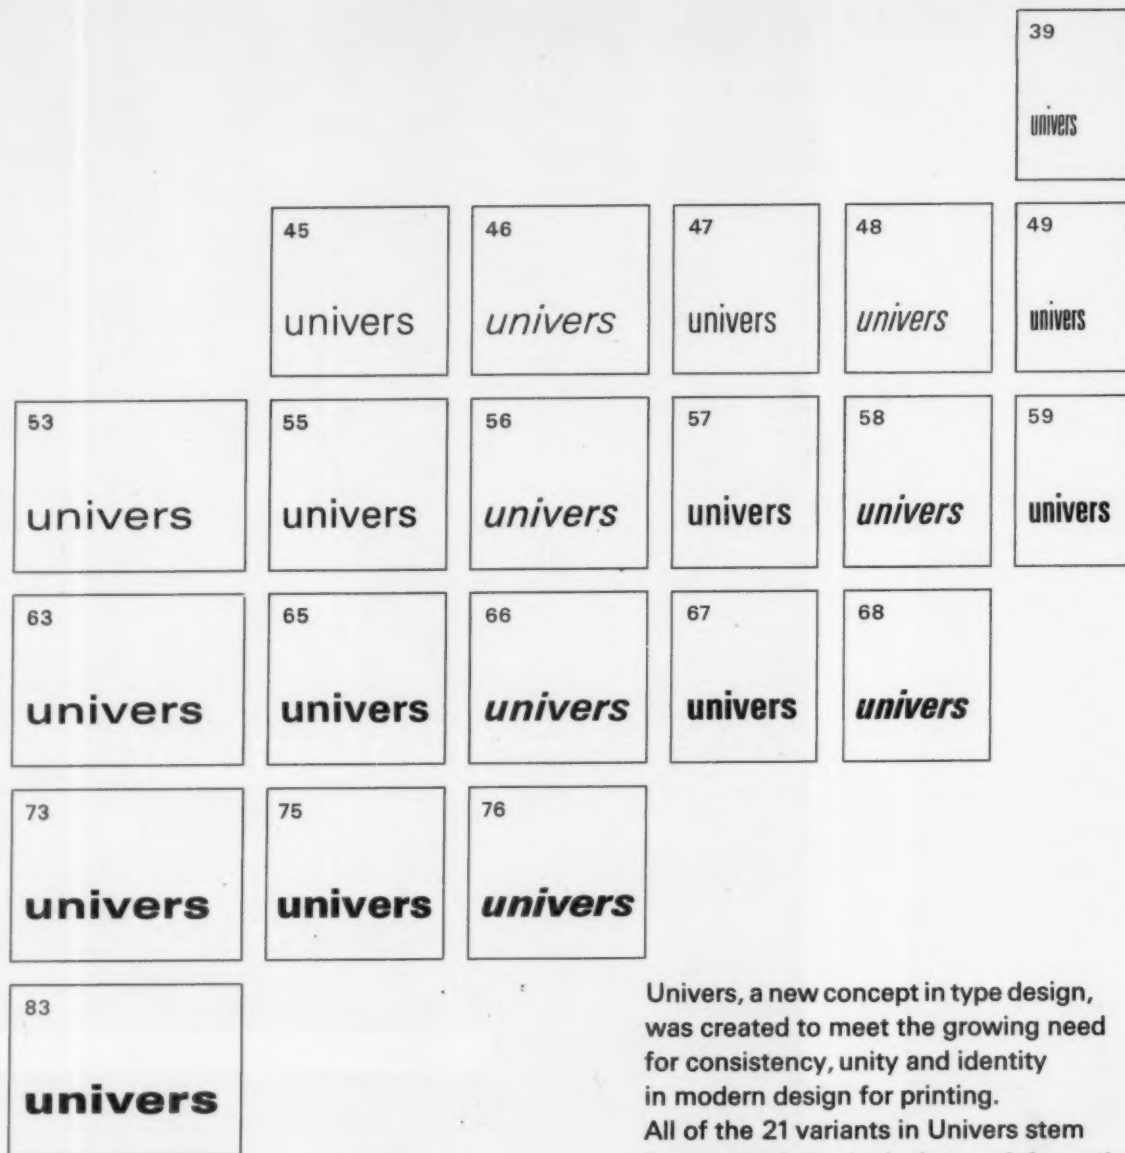 39
univers
45 46 47 48 49
univers univers univers univers univers
53 55 56 57 58 59
univers univers univers univers univers univers
63 65 66 67 68
univers univers univers univers univers
73 75 76
univers univers univers
83
univers
Univers, a new concept in type design,
was created to meet the growing need
for consistency, unity and identity
in modern design for printing.
All of the 21 variants in Univers stem